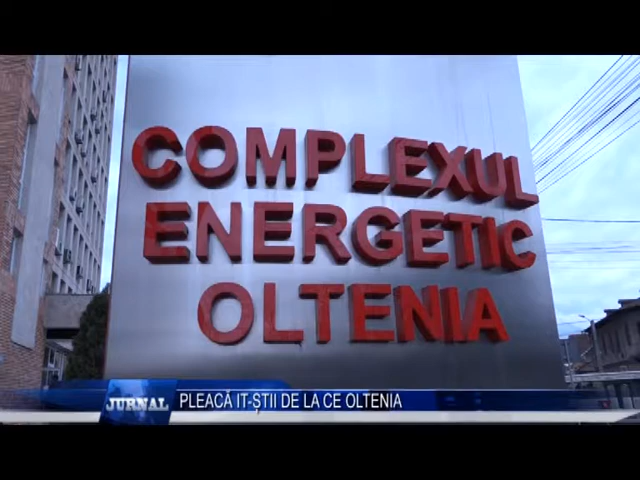 COMPLEXUL
ENERGETIC
OLTENIA
JURNAL
PLEACĂ IT-ȘTII DE LA CE OLTENIA